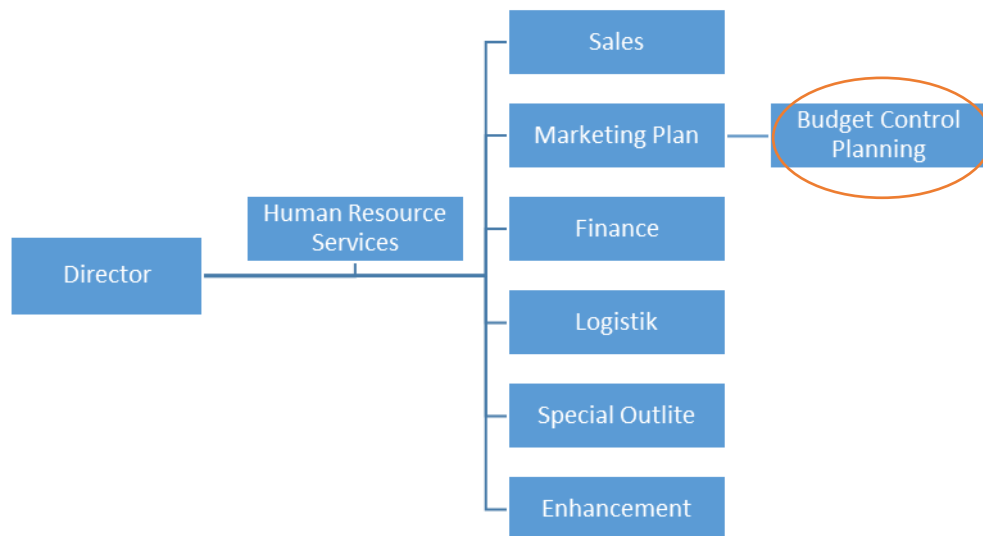 Sales
Marketing Plan
Budget Control
Planning
Human Resource
Services
Finance
Director
Logistik
Special Outlite
Enhancement